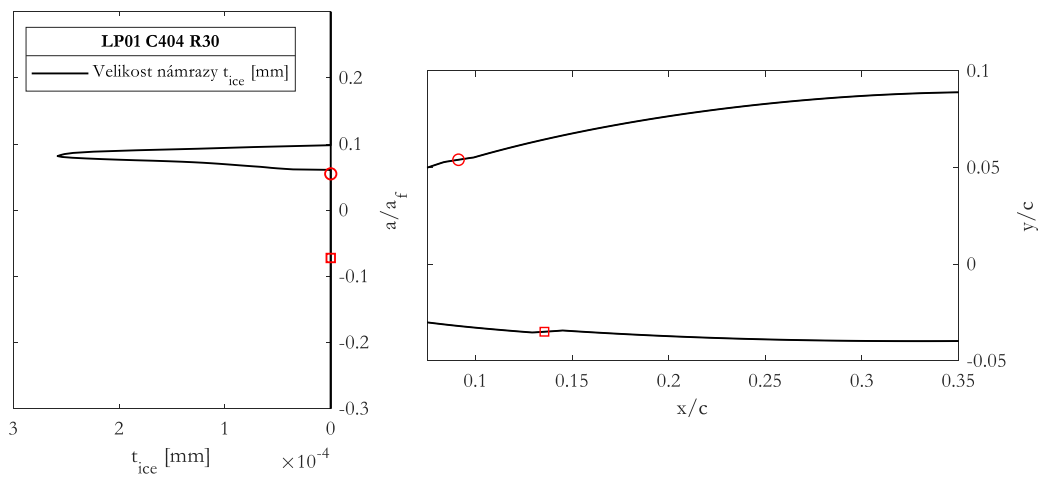 LP01 C404 R30
Velikost námrazy t_ice [mm]
0.2
0.1
0
-0.1
-0.2
-0.3
a/a_f
3 2 1 0
t_ice [mm]
×10^-4
0.1
0.05
0
-0.05
y/c
0.1 0.15 0.2 0.25 0.3 0.35
x/c